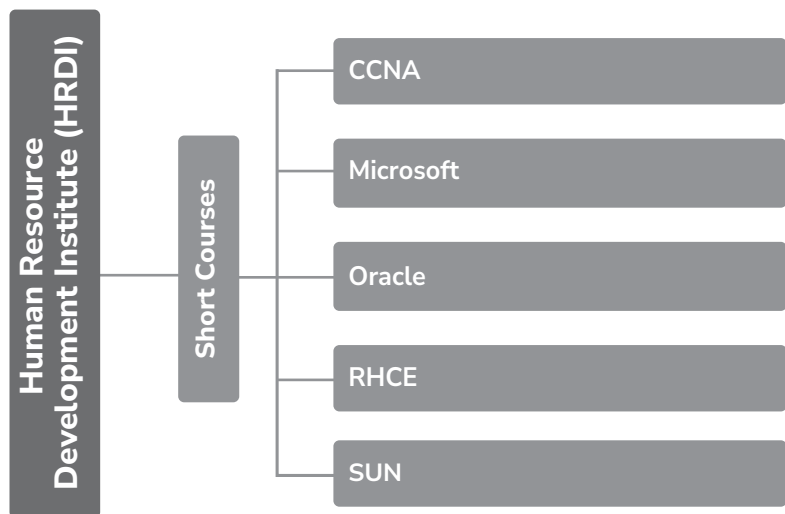 Human Resource
Development Institute (HRDI)
Short Courses
CCNA
Microsoft
Oracle
RHCE
SUN